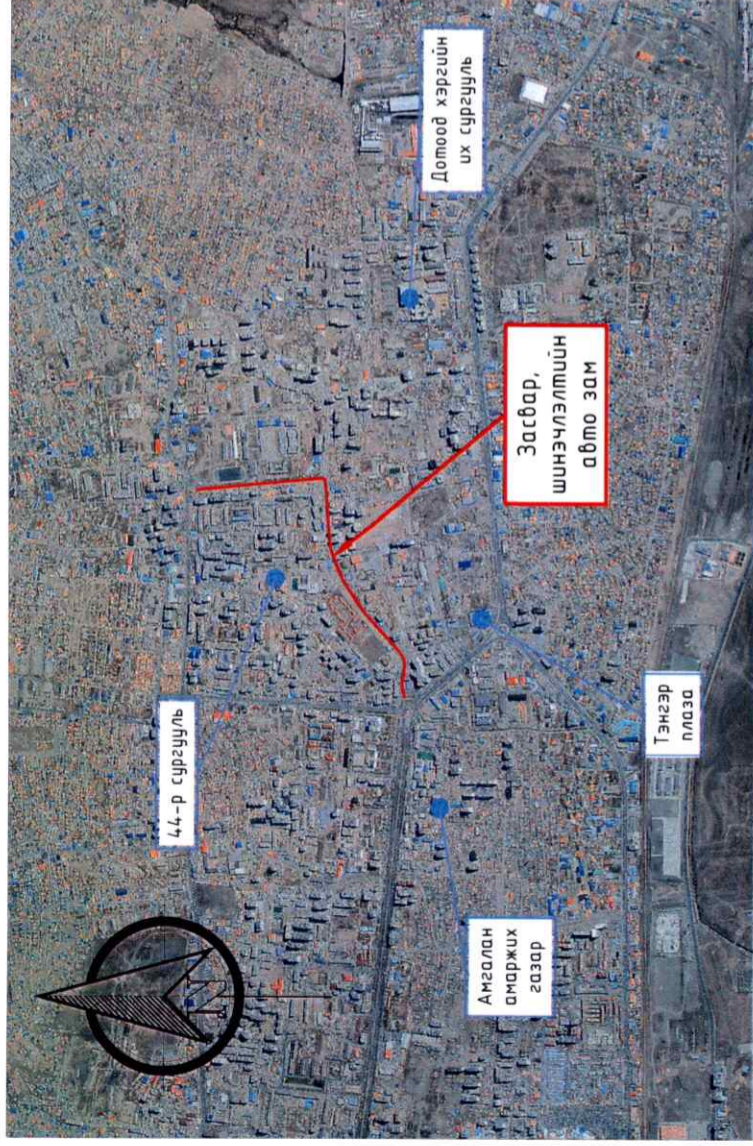 44-р сургууль
Дотоод хэргийн
их сургууль
Засвар,
шинэчлэлтийн
авто зам
Амгалан
амаржих
газар
Тэнгэр
плаза